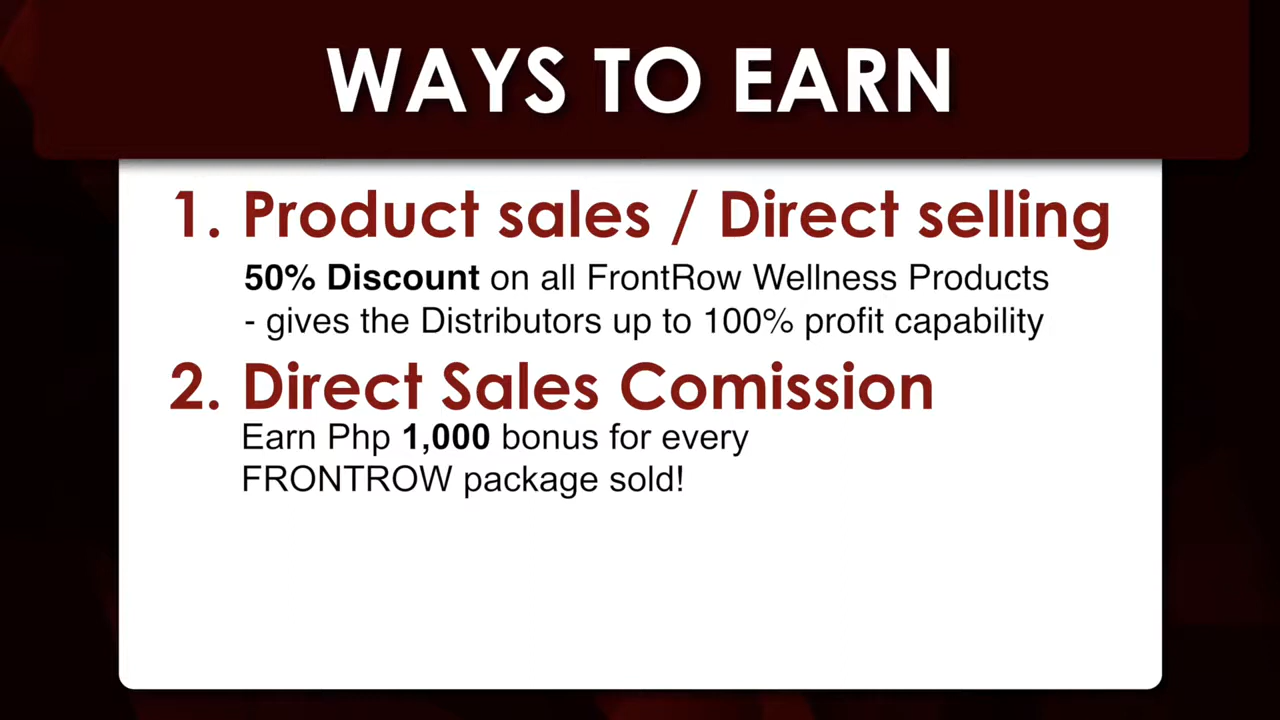 WAYS TO EARN
1. Product sales / Direct selling
50% Discount on all FrontRow Wellness Products
- gives the Distributors up to 100% profit capability
2. Direct Sales Comission
Earn Php 1,000 bonus for every
FRONTROW package sold!